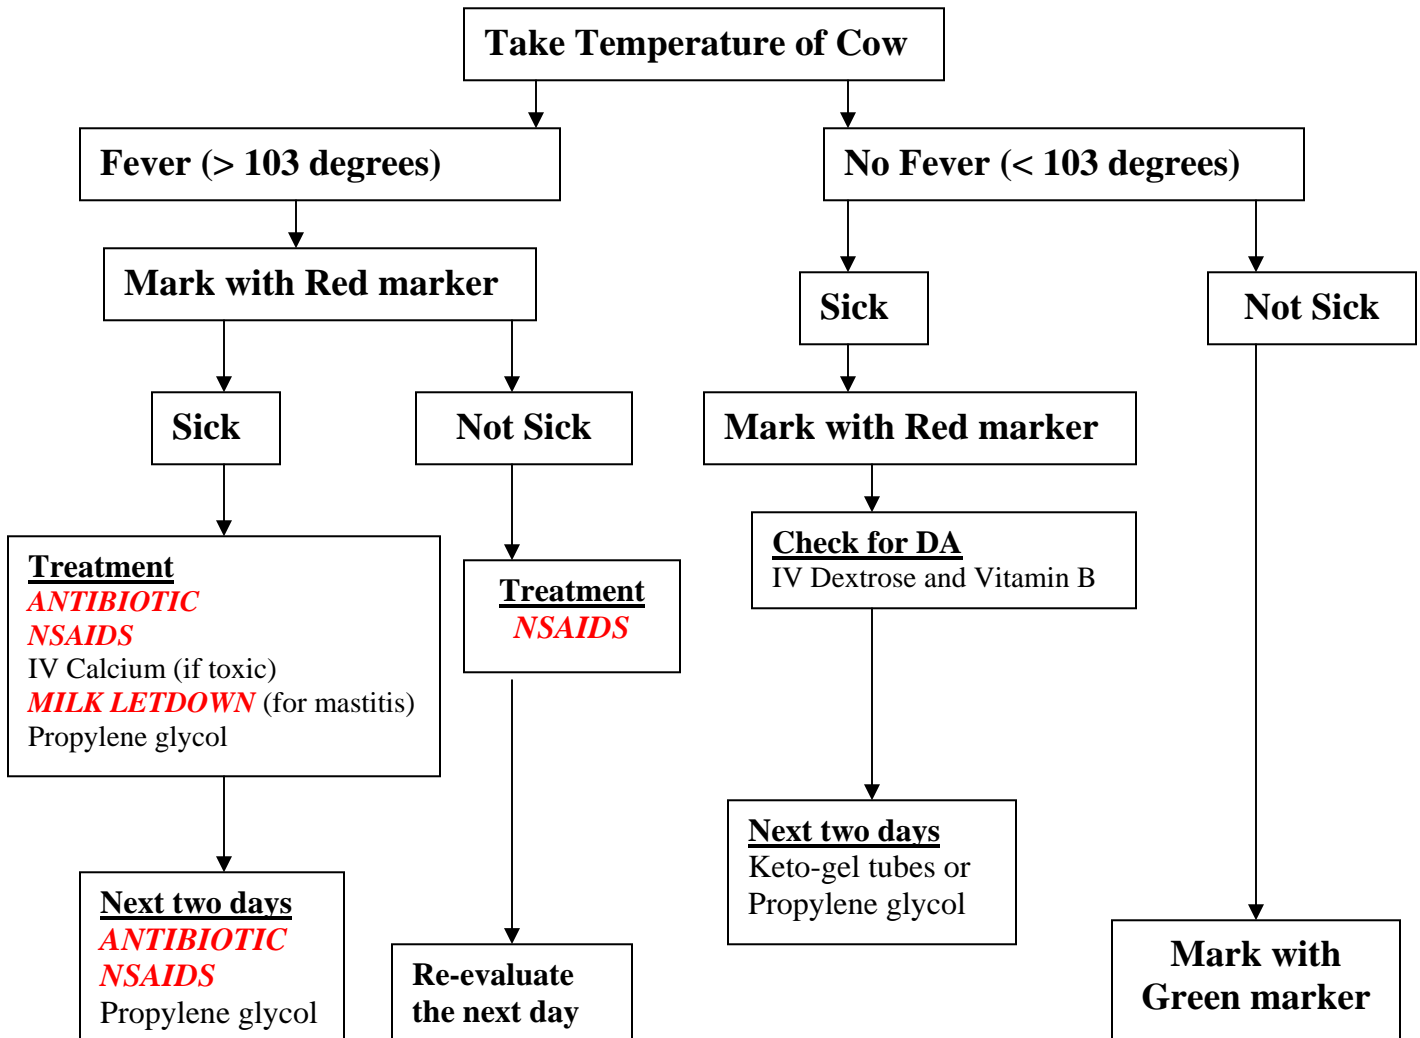 Take Temperature of Cow
Fever (> 103 degrees)
No Fever (< 103 degrees)
Mark with Red marker
Sick
Not Sick
Sick
Not Sick
Mark with Red marker
Treatment
ANTIBIOTIC
NSAIDS
IV Calcium (if toxic)
MILK LETDOWN (for mastitis)
Propylene glycol
Treatment
NSAIDS
Check for DA
IV Dextrose and Vitamin B
Next two days
ANTIBIOTIC
NSAIDS
Propylene glycol
Re-evaluate
the next day
Next two days
Keto-gel tubes or
Propylene glycol
Mark with
Green marker